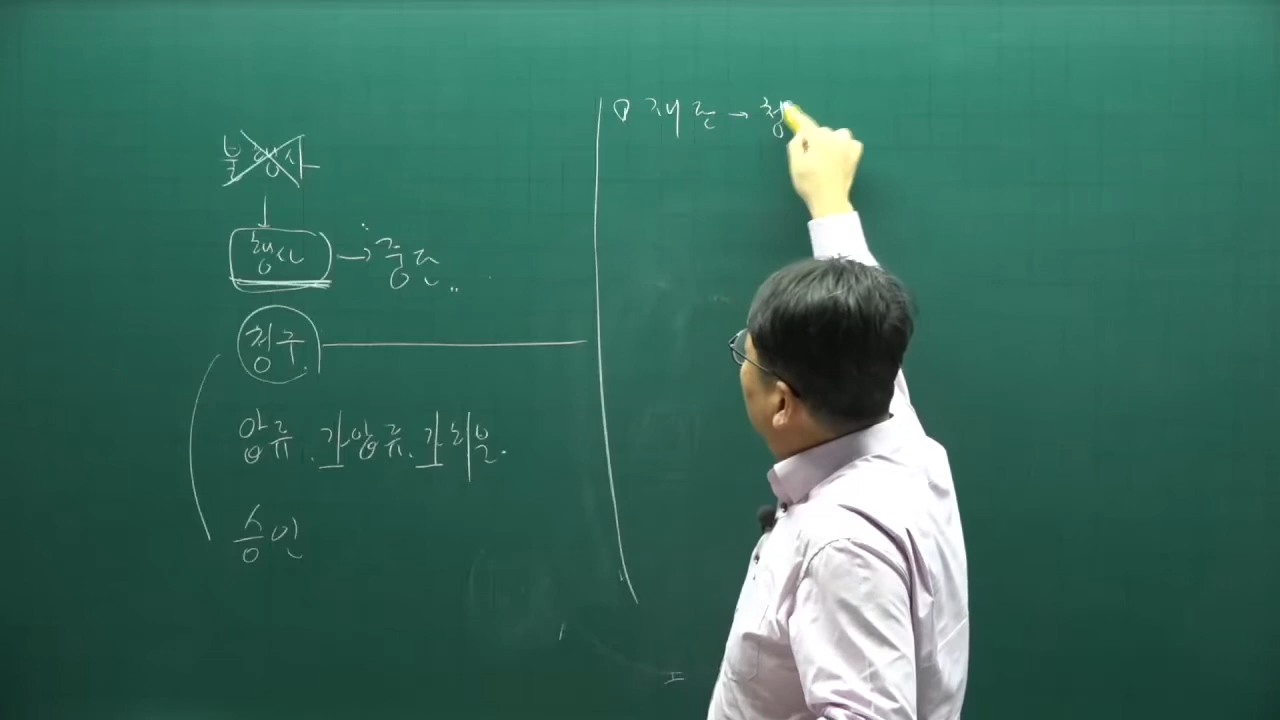 불행사
행사 → 중단
청구
압류. 가압류. 가처분.
승인
① 재판 → 청